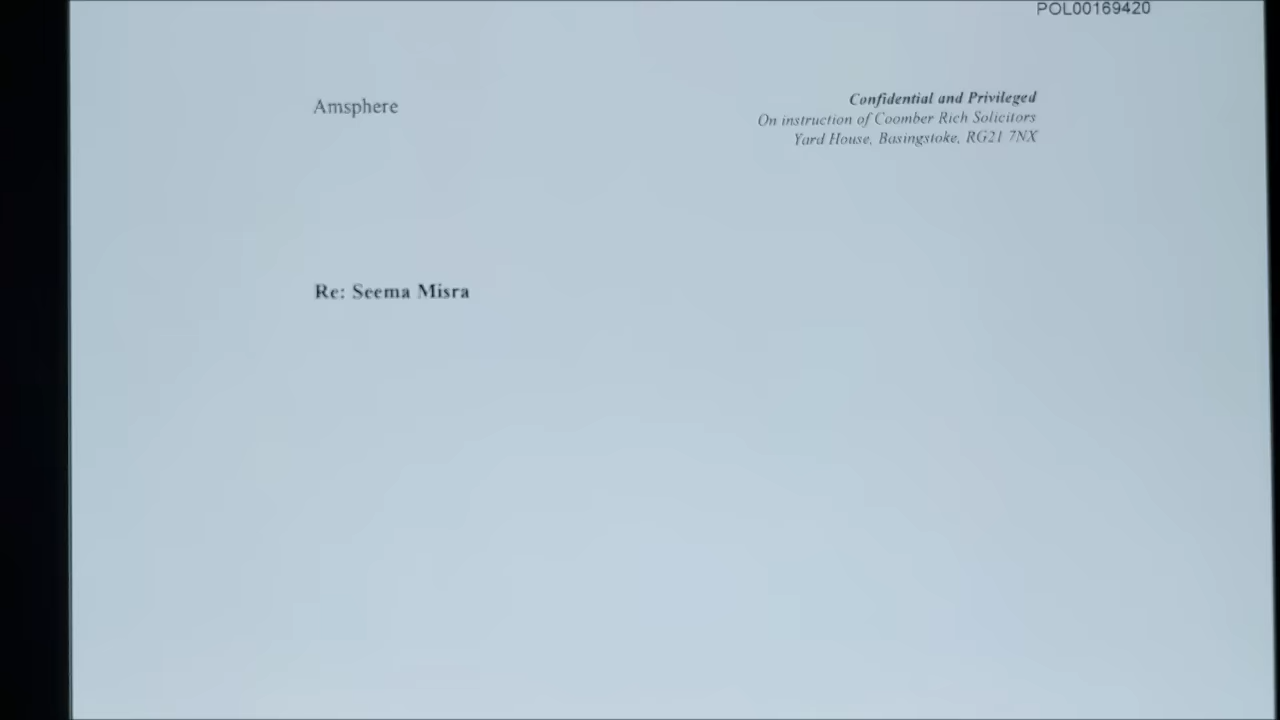 POL00169420
Amsphere
Confidential and Privileged
On instruction of Coomber Rich Solicitors
Yard House, Basingstoke, RG21 7NX
Re: Seema Misra